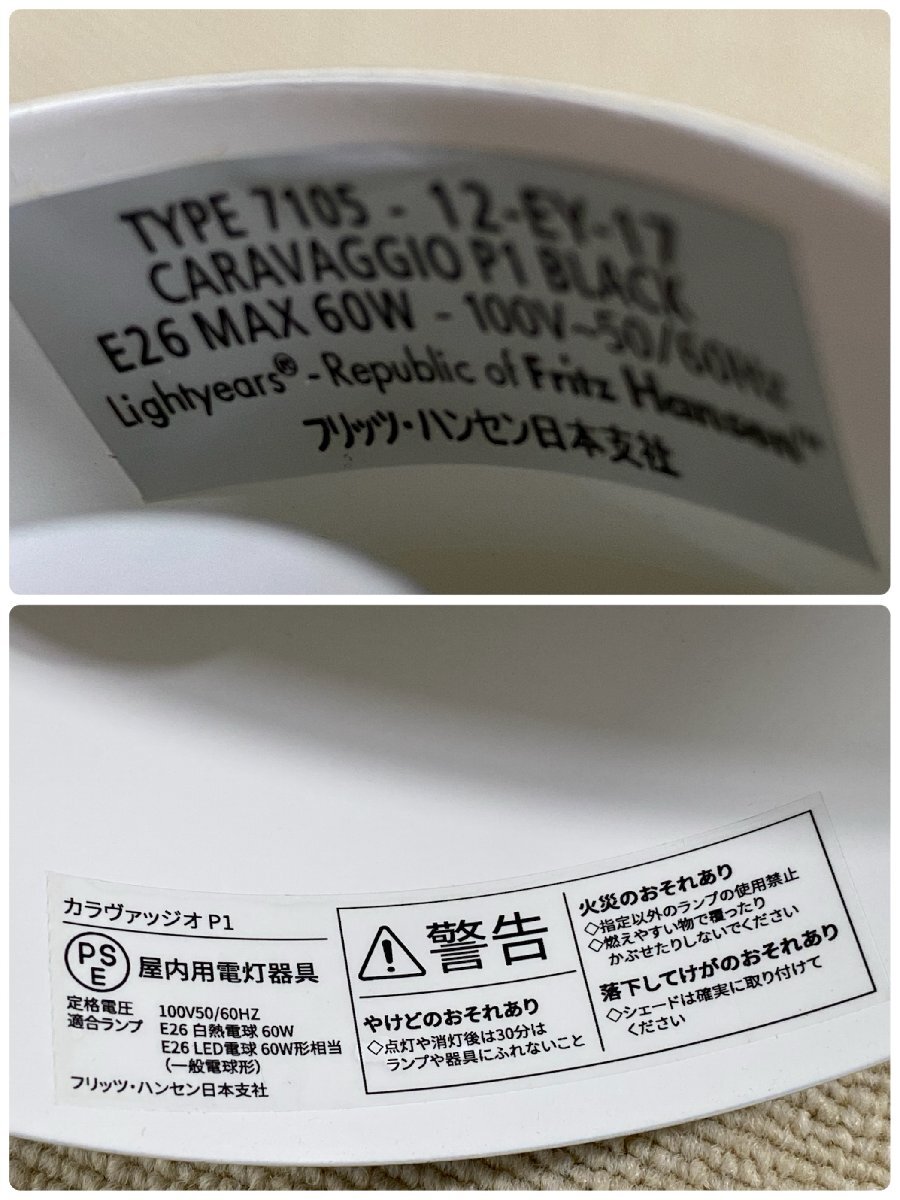 TYPE 7105 - 12-EY-17
CARAVAGGIO P1 BLACK
E26 MAX 60W - 100V~50/60Hz
Lightyears® - Republic of Fritz Hansen™
フリッツ・ハンセン日本支社
カラヴァッジオ P1
PSE
屋内用電灯器具
定格電圧 100V50/60HZ
適合ランプ E26 白熱電球 60W
E26 LED電球 60W形相当
(一般電球形)
フリッツ・ハンセン日本支社
警告
やけどのおそれあり
◇点灯や消灯後は30分は
ランプや器具にふれないこと
火災のおそれあり
◇指定以外のランプの使用禁止
◇燃えやすい物で覆ったり
かぶせたりしないでください
落下してけがのおそれあり
◇シェードは確実に取り付けて
ください